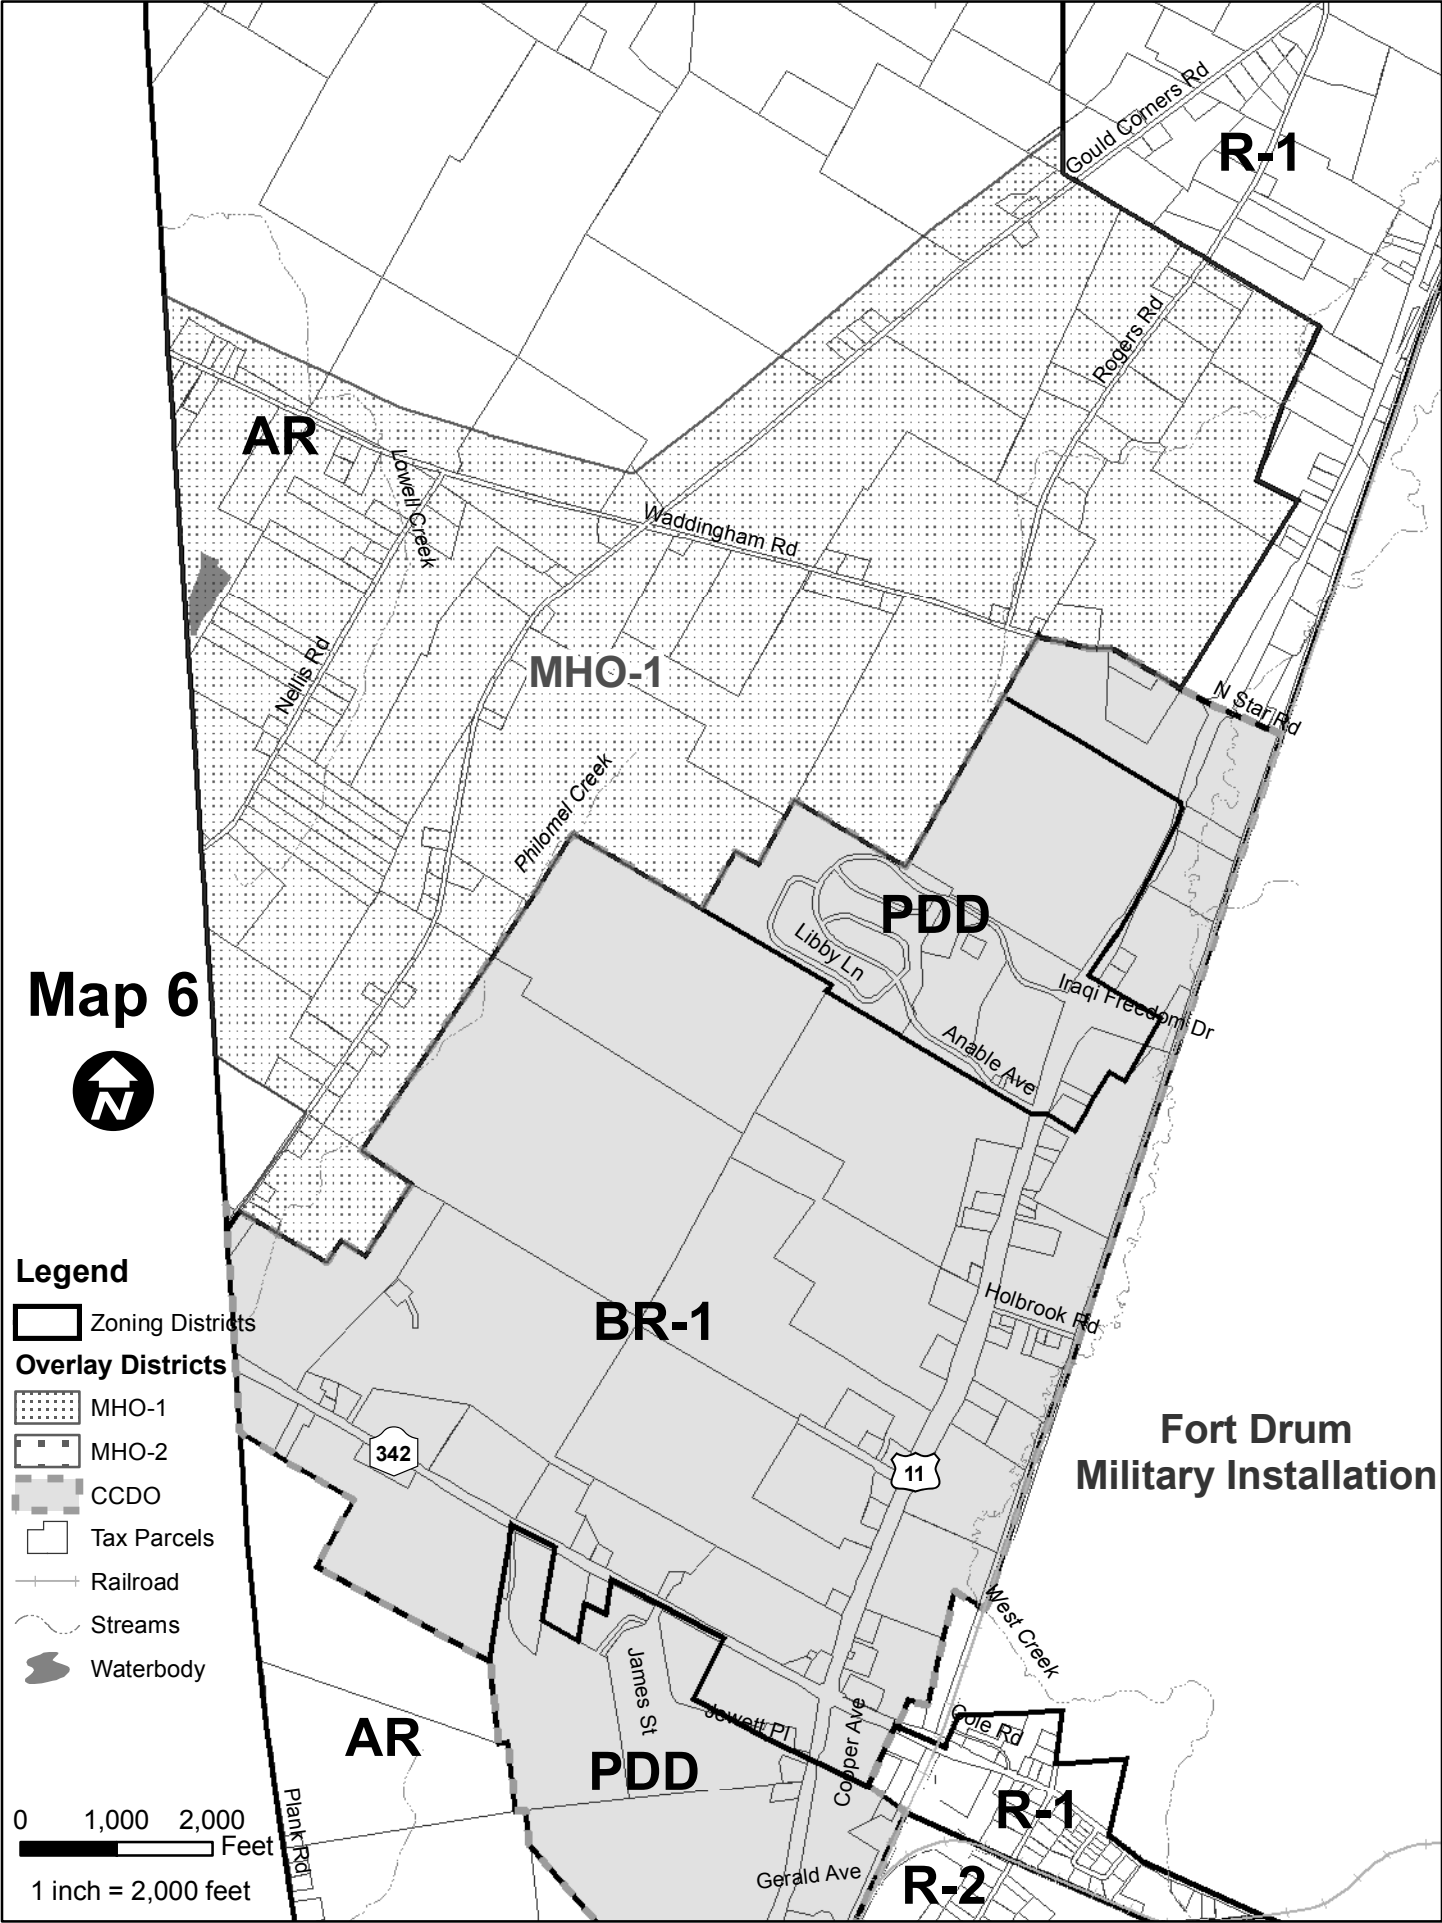 Gould Corners Rd
R-1
Rogers Rd
AR
Lowell Creek
Waddingham Rd
Nellis Rd
MHO-1
N Star Rd
Philomel Creek
PDD
Libby Ln
Iraqi Freedom Dr
Anable Ave
Map 6
N
BR-1
Holbrook Rd
Legend
Zoning Districts
Overlay Districts
MHO-1
MHO-2
CCDO
Tax Parcels
Railroad
Streams
Waterbody
342
11
Fort Drum
Military Installation
West Creek
James St
Jewett Pl
Cooper Ave
Cole Rd
AR
PDD
R-1
Plank Rd
Gerald Ave
R-2
0 1,000 2,000
Feet
1 inch = 2,000 feet